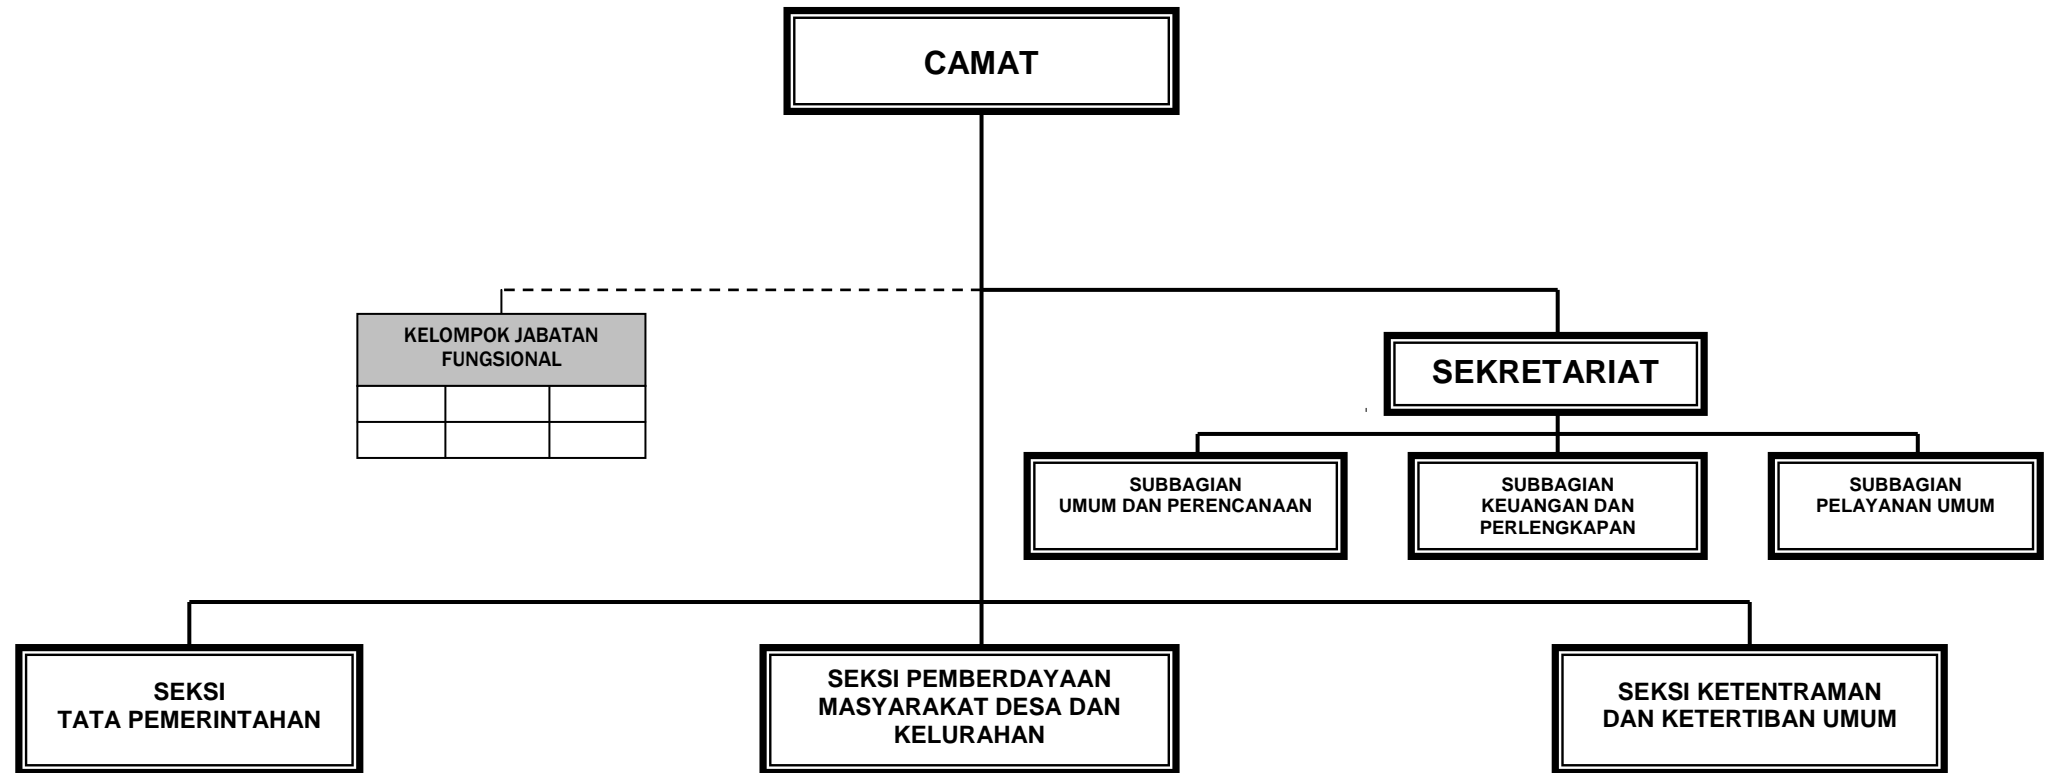 CAMAT
KELOMPOK JABATAN
FUNGSIONAL
SEKRETARIAT
SUBBAGIAN
UMUM DAN PERENCANAAN
SUBBAGIAN
KEUANGAN DAN
PERLENGKAPAN
SUBBAGIAN
PELAYANAN UMUM
SEKSI
TATA PEMERINTAHAN
SEKSI PEMBERDAYAAN
MASYARAKAT DESA DAN
KELURAHAN
SEKSI KETENTRAMAN
DAN KETERTIBAN UMUM